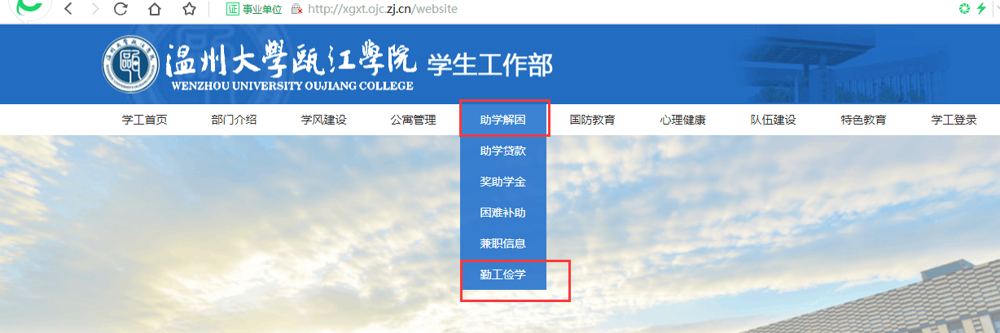 证 事业单位 http://xgxt.ojc.zj.cn/website
温州大学瓯江学院 学生工作部
WENZHOU UNIVERSITY OUJIANG COLLEGE
学工首页 部门介绍 学风建设 公寓管理 助学解困 国防教育 心理健康 队伍建设 特色教育 学工登录
助学贷款
奖助学金
困难补助
兼职信息
勤工俭学